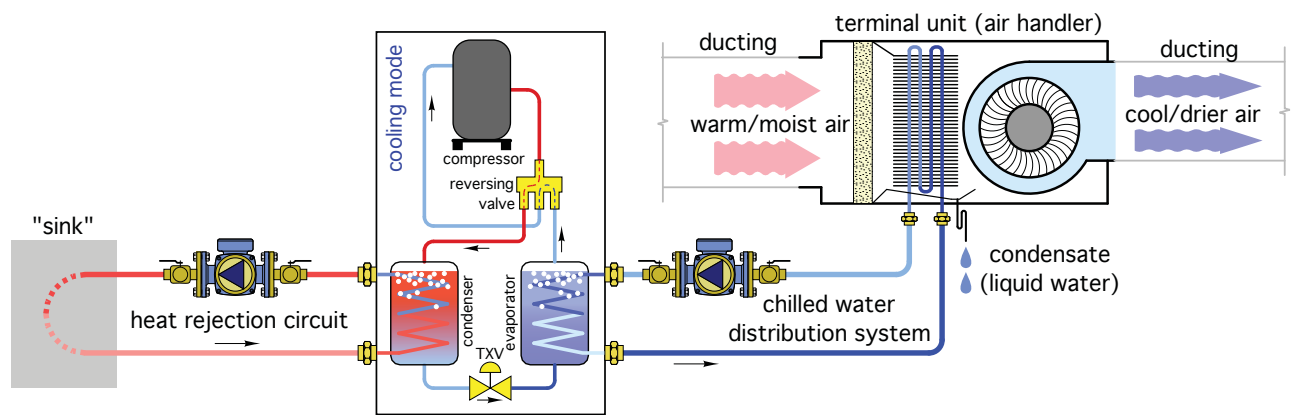 terminal unit (air handler)
ducting
ducting
cooling mode
warm/moist air
cool/drier air
compressor
reversing
valve
"sink"
condensate
(liquid water)
condenser
evaporator
heat rejection circuit
chilled water
distribution system
TXV